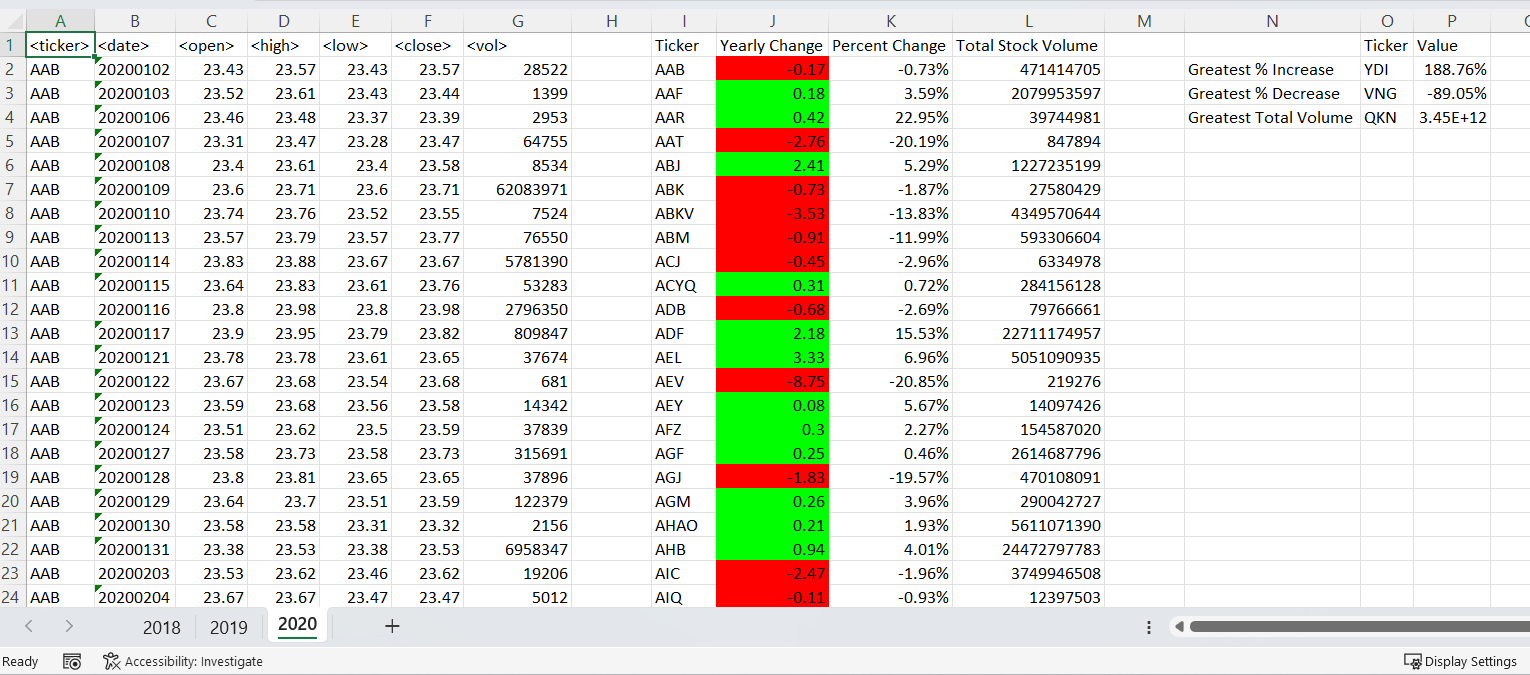 A B C D E F G H I J K L M N O P
1 <ticker> <date> <open> <high> <low> <close> <vol> Ticker Yearly Change Percent Change Total Stock Volume Ticker Value
2 AAB 20200102 23.43 23.57 23.43 23.57 28522 AAB -0.17 -0.73% 471414705 Greatest % Increase YDI 188.76%
3 AAB 20200103 23.52 23.61 23.43 23.44 1399 AAF 0.18 3.59% 2079953597 Greatest % Decrease VNG -89.05%
4 AAB 20200106 23.46 23.48 23.37 23.39 2953 AAR 0.42 22.95% 39744981 Greatest Total Volume QKN 3.45E+12
5 AAB 20200107 23.31 23.47 23.28 23.47 64755 AAT -2.76 -20.19% 847894
6 AAB 20200108 23.4 23.61 23.4 23.58 8534 ABJ 2.41 5.29% 1227235199
7 AAB 20200109 23.6 23.71 23.6 23.71 62083971 ABK -0.73 -1.87% 27580429
8 AAB 20200110 23.74 23.76 23.52 23.55 7524 ABKV -3.53 -13.83% 4349570644
9 AAB 20200113 23.57 23.79 23.57 23.77 76550 ABM -0.91 -11.99% 593306604
10 AAB 20200114 23.83 23.88 23.67 23.67 5781390 ACJ -0.45 -2.96% 6334978
11 AAB 20200115 23.64 23.83 23.61 23.76 53283 ACYQ 0.31 0.72% 284156128
12 AAB 20200116 23.8 23.98 23.8 23.98 2796350 ADB -0.68 -2.69% 79766661
13 AAB 20200117 23.9 23.95 23.79 23.82 809847 ADF 2.18 15.53% 22711174957
14 AAB 20200121 23.78 23.78 23.61 23.65 37674 AEL 3.33 6.96% 5051090935
15 AAB 20200122 23.67 23.68 23.54 23.68 681 AEV -8.75 -20.85% 219276
16 AAB 20200123 23.59 23.68 23.56 23.58 14342 AEY 0.08 5.67% 14097426
17 AAB 20200124 23.51 23.62 23.5 23.59 37839 AFZ 0.3 2.27% 154587020
18 AAB 20200127 23.58 23.73 23.58 23.73 315691 AGF 0.25 0.46% 2614687796
19 AAB 20200128 23.8 23.81 23.65 23.65 37896 AGJ -1.83 -19.57% 470108091
20 AAB 20200129 23.64 23.7 23.51 23.59 122379 AGM 0.26 3.96% 290042727
21 AAB 20200130 23.58 23.58 23.31 23.32 2156 AHAO 0.21 1.93% 5611071390
22 AAB 20200131 23.38 23.53 23.38 23.53 6958347 AHB 0.94 4.01% 24472797783
23 AAB 20200203 23.53 23.62 23.46 23.62 19206 AIC -2.47 -1.96% 3749946508
24 AAB 20200204 23.67 23.67 23.47 23.47 5012 AIQ -0.11 -0.93% 12397503
2018 2019 2020
Ready Accessibility: Investigate Display Settings